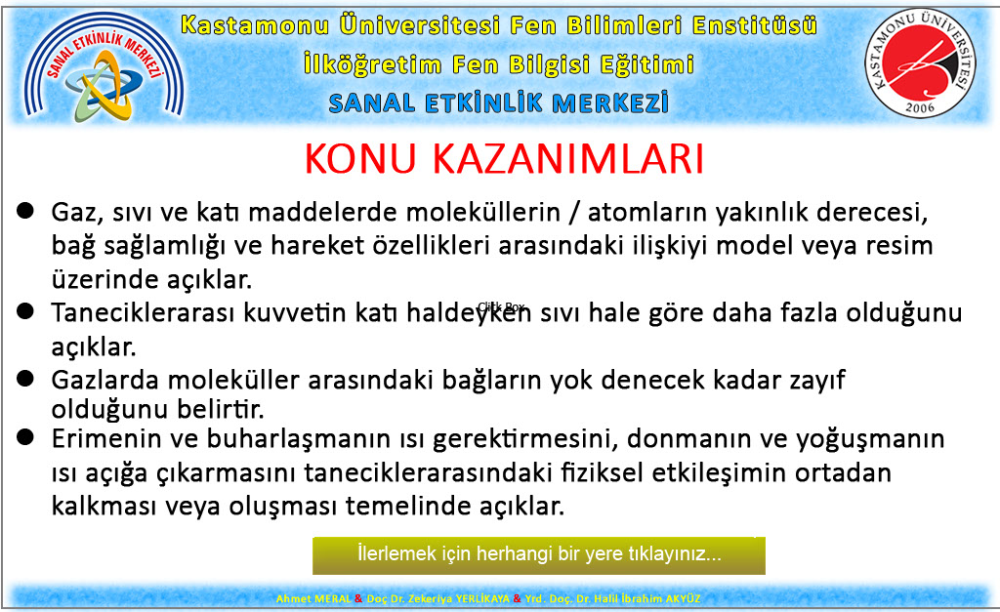 Kastamonu Üniversitesi Fen Bilimleri Enstitüsü
İlköğretim Fen Bilgisi Eğitimi
SANAL ETKİNLİK MERKEZİ
SANAL ETKİNLİK MERKEZİ
KASTAMONU ÜNİVERSİTESİ
2006
KONU KAZANIMLARI
● Gaz, sıvı ve katı maddelerde moleküllerin / atomların yakınlık derecesi,
bağ sağlamlığı ve hareket özellikleri arasındaki ilişkiyi model veya resim
üzerinde açıklar.
● Taneciklerarası kuvvetin katı haldeyken sıvı hale göre daha fazla olduğunu
Click Box
açıklar.
● Gazlarda moleküller arasındaki bağların yok denecek kadar zayıf
olduğunu belirtir.
● Erimenin ve buharlaşmanın ısı gerektirmesini, donmanın ve yoğuşmanın
ısı açığa çıkarmasını taneciklerarasındaki fiziksel etkileşimin ortadan
kalkması veya oluşması temelinde açıklar.
İlerlemek için herhangi bir yere tıklayınız...
Ahmet MERAL & Doç Dr. Zekeriya YERLİKAYA & Yrd. Doç. Dr. Halil İbrahim AKYÜZ